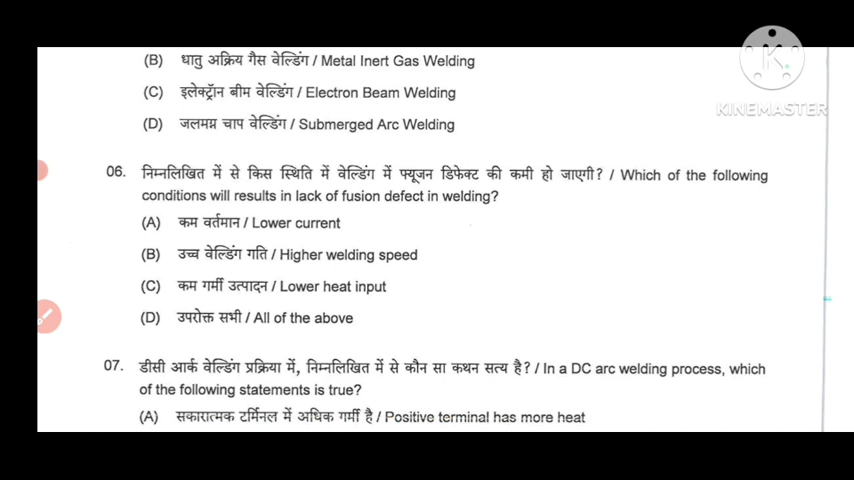 (B) धातु अक्रिय गैस वेल्डिंग / Metal Inert Gas Welding
KINEMASTER
(C) इलेक्ट्रॉन बीम वेल्डिंग / Electron Beam Welding
(D) जलमग्न चाप वेल्डिंग / Submerged Arc Welding
06. निम्नलिखित में से किस स्थिति में वेल्डिंग में फ्यूजन डिफेक्ट की कमी हो जाएगी? / Which of the following
conditions will results in lack of fusion defect in welding?
(A) कम वर्तमान / Lower current
(B) उच्च वेल्डिंग गति / Higher welding speed
(C) कम गर्मी उत्पादन / Lower heat input
(D) उपरोक्त सभी / All of the above
07. डीसी आर्क वेल्डिंग प्रक्रिया में, निम्नलिखित में से कौन सा कथन सत्य है? / In a DC arc welding process, which
of the following statements is true?
(A) सकारात्मक टर्मिनल में अधिक गर्मी है / Positive terminal has more heat